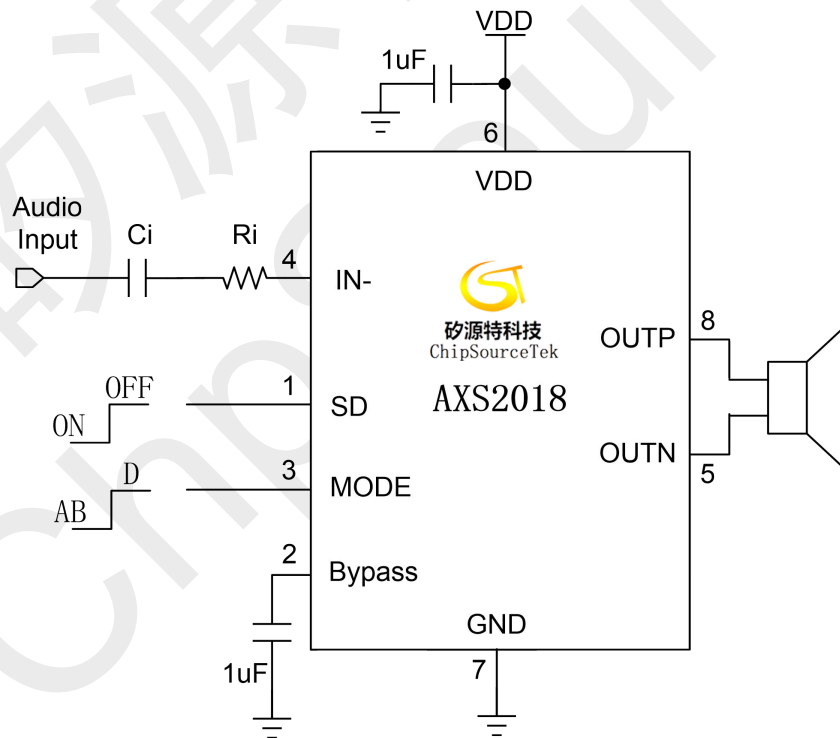 VDD
1uF
6
VDD
Audio
Input
Ci
Ri
4
IN-
矽源特科技
ChipSourceTek
AXS2018
OUTP
8
OFF
ON
1
SD
OUTN
5
D
AB
3
MODE
2
Bypass
1uF
GND
7